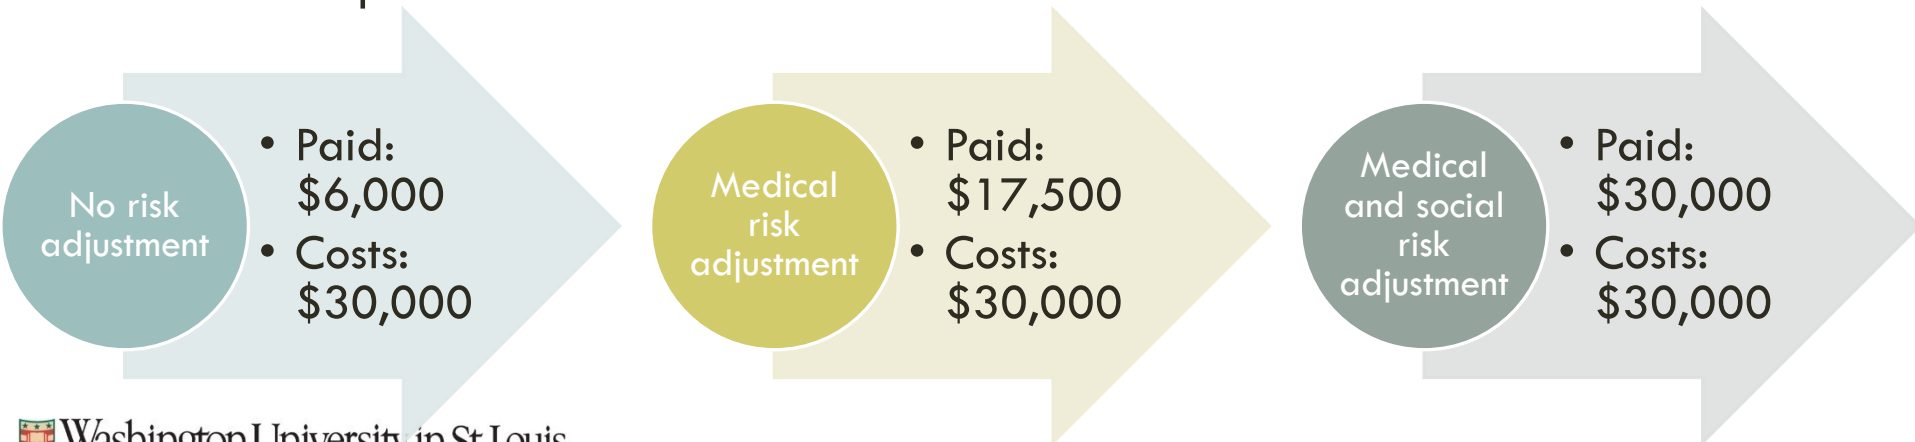 No risk
adjustment
• Paid:
$6,000
• Costs:
$30,000
Medical
risk
adjustment
• Paid:
$17,500
• Costs:
$30,000
Medical
and social
risk
adjustment
• Paid:
$30,000
• Costs:
$30,000
Washington University in St. Louis